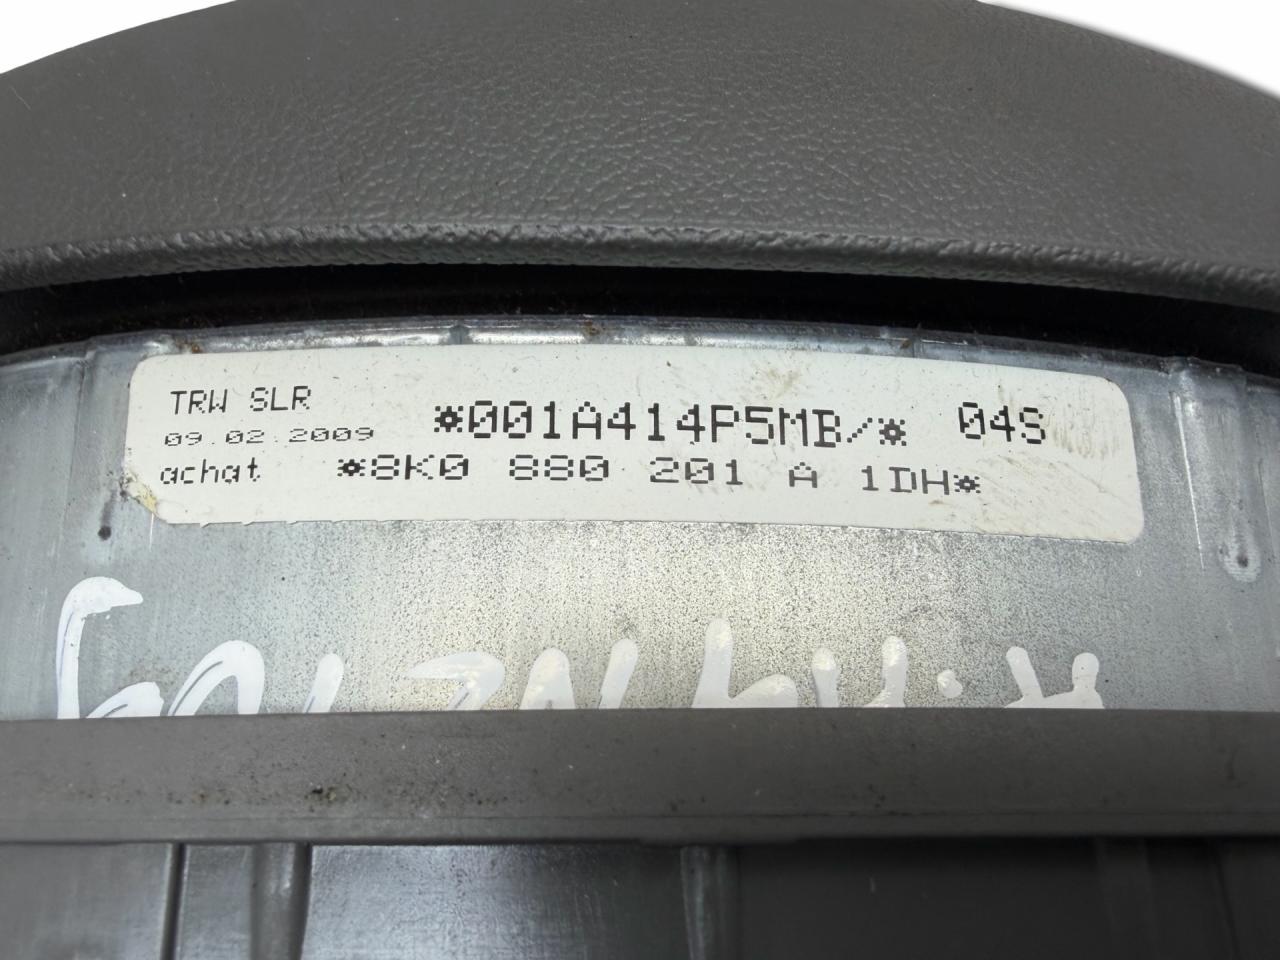 TRW SLR
*001A414P5MB/* 04S
09.02.2009
achat *8K0 880 201 A 1DH*